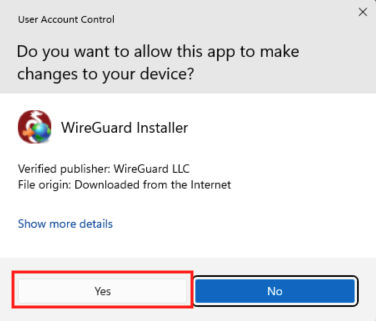 User Account Control
Do you want to allow this app to make
changes to your device?
WireGuard Installer
Verified publisher: WireGuard LLC
File origin: Downloaded from the Internet
Show more details
Yes
No